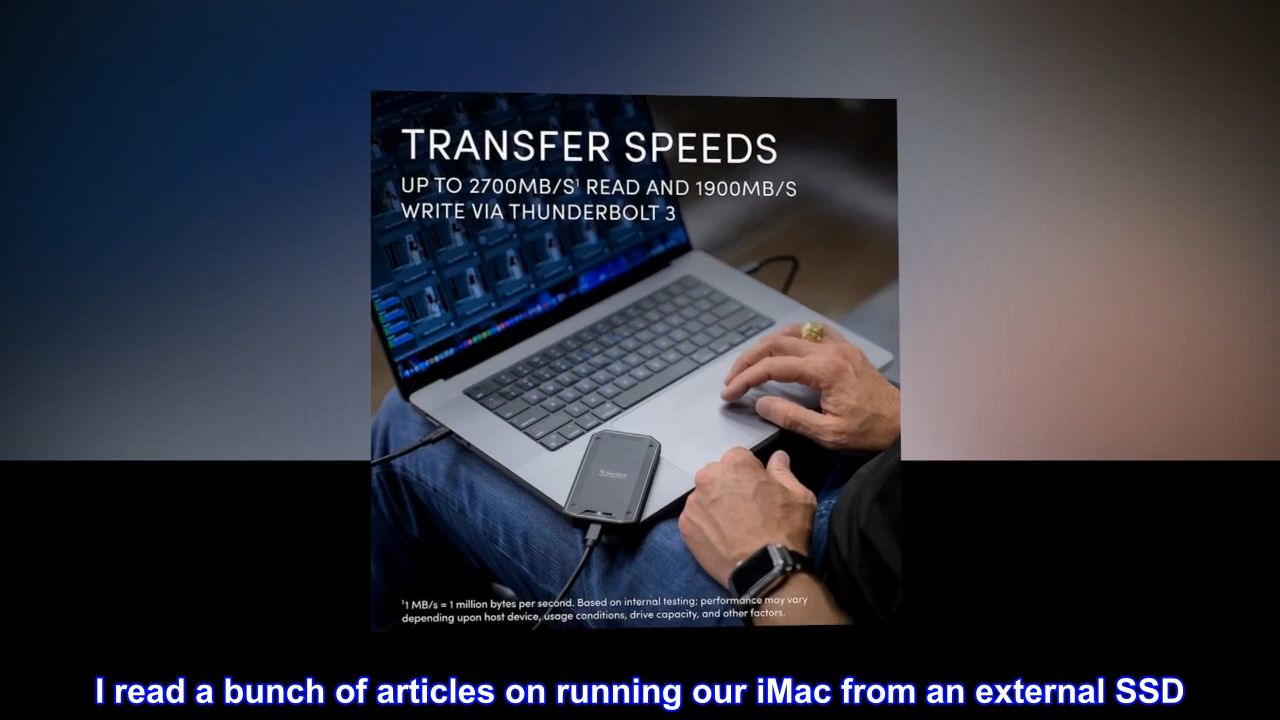 TRANSFER SPEEDS
UP TO 2700MB/S¹ READ AND 1900MB/S
WRITE VIA THUNDERBOLT 3
¹1 MB/s = 1 million bytes per second. Based on internal testing; performance may vary
depending upon host device, usage conditions, drive capacity, and other factors.
I read a bunch of articles on running our iMac from an external SSD